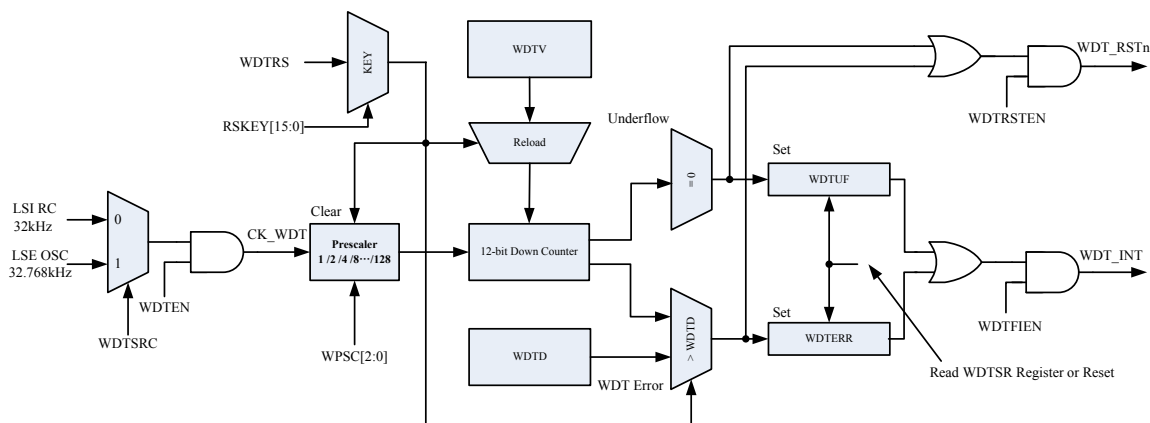 WDTV
WDT_RSTn
WDTRS
KEY
WDTRSTEN
RSKEY[15:0]
Underflow
Reload
= 0
Set
WDTUF
LSI RC
32kHz
0
Clear
CK_WDT
Prescaler
1 /2 /4 /8···/128
12-bit Down Counter
WDT_INT
LSE OSC
32.768kHz
1
WDTEN
WDTFIEN
Set
WDTSRC
WPSC[2:0]
WDTD
> WDTD
WDTERR
WDT Error
Read WDTSR Register or Reset